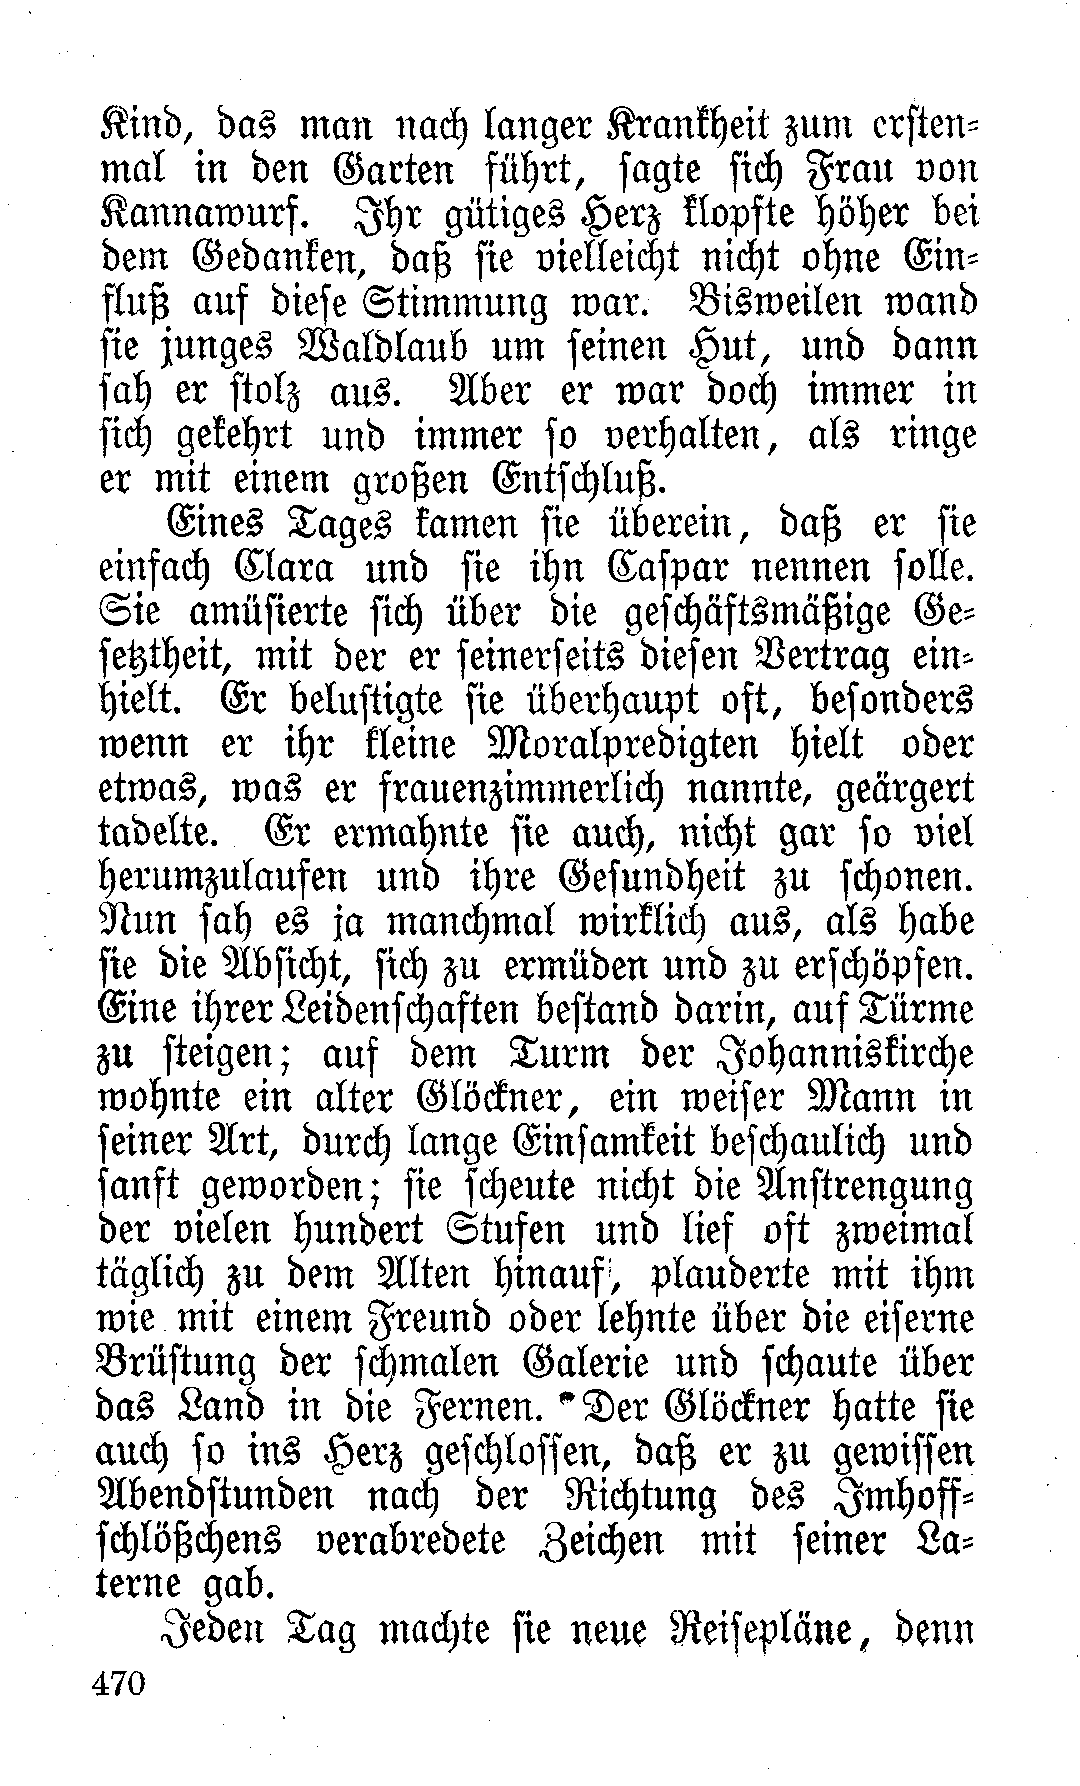 Kind, das man nach langer Krankheit zum ersten-
mal in den Garten führt, sagte sich Frau von
Kannawurf. Ihr gütiges Herz klopfte höher bei
dem Gedanken, daß sie vielleicht nicht ohne Ein-
fluß auf diese Stimmung war. Bisweilen wand
sie junges Waldlaub um seinen Hut, und dann
sah er stolz aus. Aber er war doch immer in
sich gekehrt und immer so verhalten, als ringe
er mit einem großen Entschluß.
Eines Tages kamen sie überein, daß er sie
einfach Clara und sie ihn Caspar nennen solle.
Sie amüsierte sich über die geschäftsmäßige Ge-
setztheit, mit der er seinerseits diesen Vertrag ein-
hielt. Er belustigte sie überhaupt oft, besonders
wenn er ihr kleine Moralpredigten hielt oder
etwas, was er frauenzimmerlich nannte, geärgert
tadelte. Er ermahnte sie auch, nicht gar so viel
herumzulaufen und ihre Gesundheit zu schonen.
Nun sah es ja manchmal wirklich aus, als habe
sie die Absicht, sich zu ermüden und zu erschöpfen.
Eine ihrer Leidenschaften bestand darin, auf Türme
zu steigen; auf dem Turm der Johanniskirche
wohnte ein alter Glöckner, ein weiser Mann in
seiner Art, durch lange Einsamkeit beschaulich und
sanft geworden; sie scheute nicht die Anstrengung
der vielen hundert Stufen und lief oft zweimal
täglich zu dem Alten hinauf, plauderte mit ihm
wie mit einem Freund oder lehnte über die eiserne
Brüstung der schmalen Galerie und schaute über
das Land in die Fernen. Der Glöckner hatte sie
auch so ins Herz geschlossen, daß er zu gewissen
Abendstunden nach der Richtung des Imhoff-
schlößchens verabredete Zeichen mit seiner La-
terne gab.
Jeden Tag machte sie neue Reisepläne, denn
470